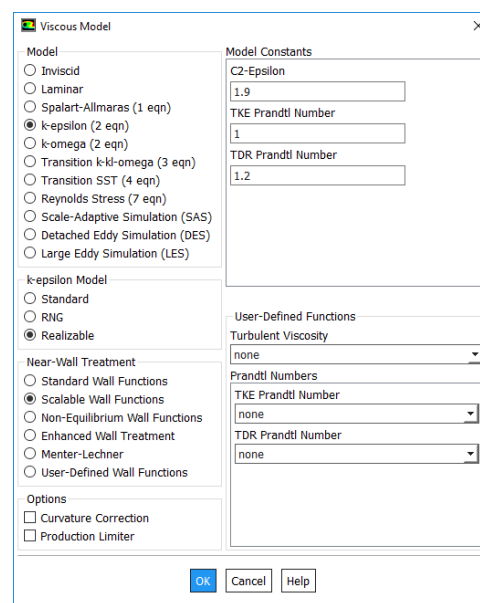 Viscous Model
Model
Inviscid
Laminar
Spalart-Allmaras (1 eqn)
k-epsilon (2 eqn)
k-omega (2 eqn)
Transition k-kl-omega (3 eqn)
Transition SST (4 eqn)
Reynolds Stress (7 eqn)
Scale-Adaptive Simulation (SAS)
Detached Eddy Simulation (DES)
Large Eddy Simulation (LES)
k-epsilon Model
Standard
RNG
Realizable
Near-Wall Treatment
Standard Wall Functions
Scalable Wall Functions
Non-Equilibrium Wall Functions
Enhanced Wall Treatment
Menter-Lechner
User-Defined Wall Functions
Options
Curvature Correction
Production Limiter
Model Constants
C2-Epsilon
1.9
TKE Prandtl Number
1
TDR Prandtl Number
1.2
User-Defined Functions
Turbulent Viscosity
none
Prandtl Numbers
TKE Prandtl Number
none
TDR Prandtl Number
none
OK
Cancel
Help